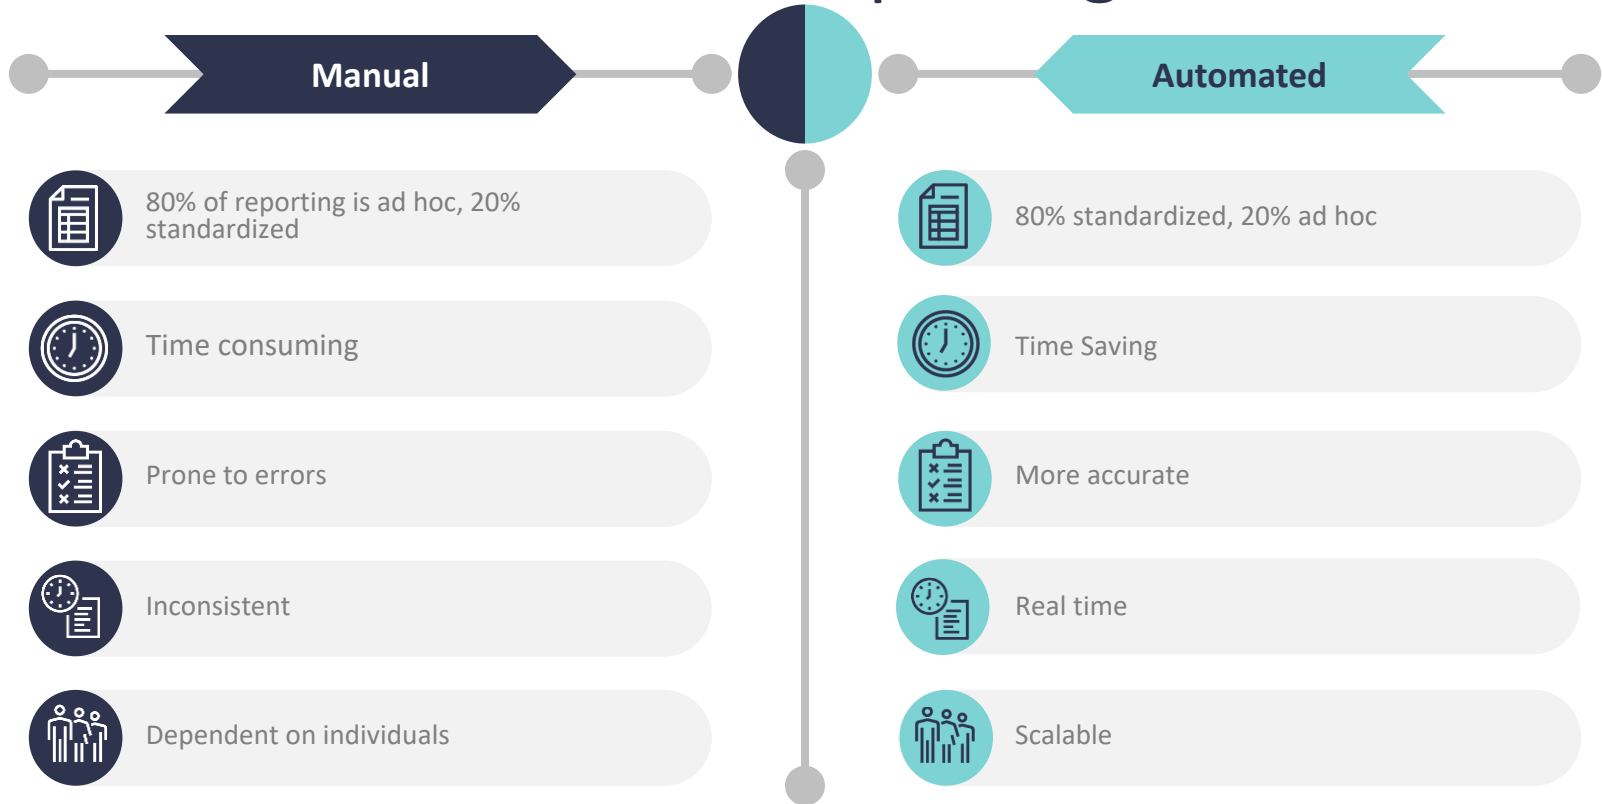 Manual
Automated
80% of reporting is ad hoc, 20%
standardized
Time consuming
Prone to errors
Inconsistent
Dependent on individuals
80% standardized, 20% ad hoc
Time Saving
More accurate
Real time
Scalable